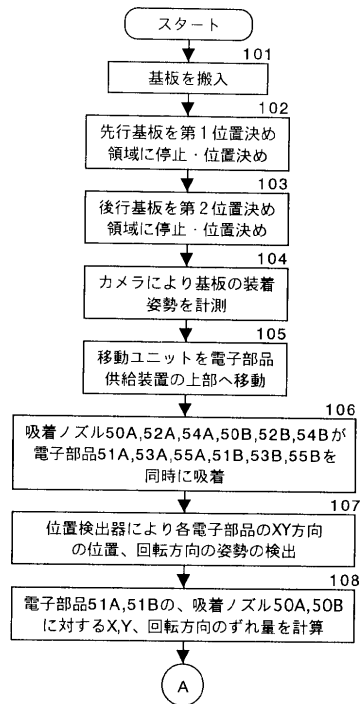 スタート
101
基板を搬入
102
先行基板を第1位置決め
領域に停止・位置決め
103
後行基板を第2位置決め
領域に停止・位置決め
104
カメラにより基板の装着
姿勢を計測
105
移動ユニットを電子部品
供給装置の上部へ移動
106
吸着ノズル50A,52A,54A,50B,52B,54Bが
電子部品51A,53A,55A,51B,53B,55Bを
同時に吸着
107
位置検出器により各電子部品のXY方向
の位置、回転方向の姿勢の検出
108
電子部品51A,51Bの、吸着ノズル50A,50B
に対するX,Y、回転方向のずれ量を計算
A